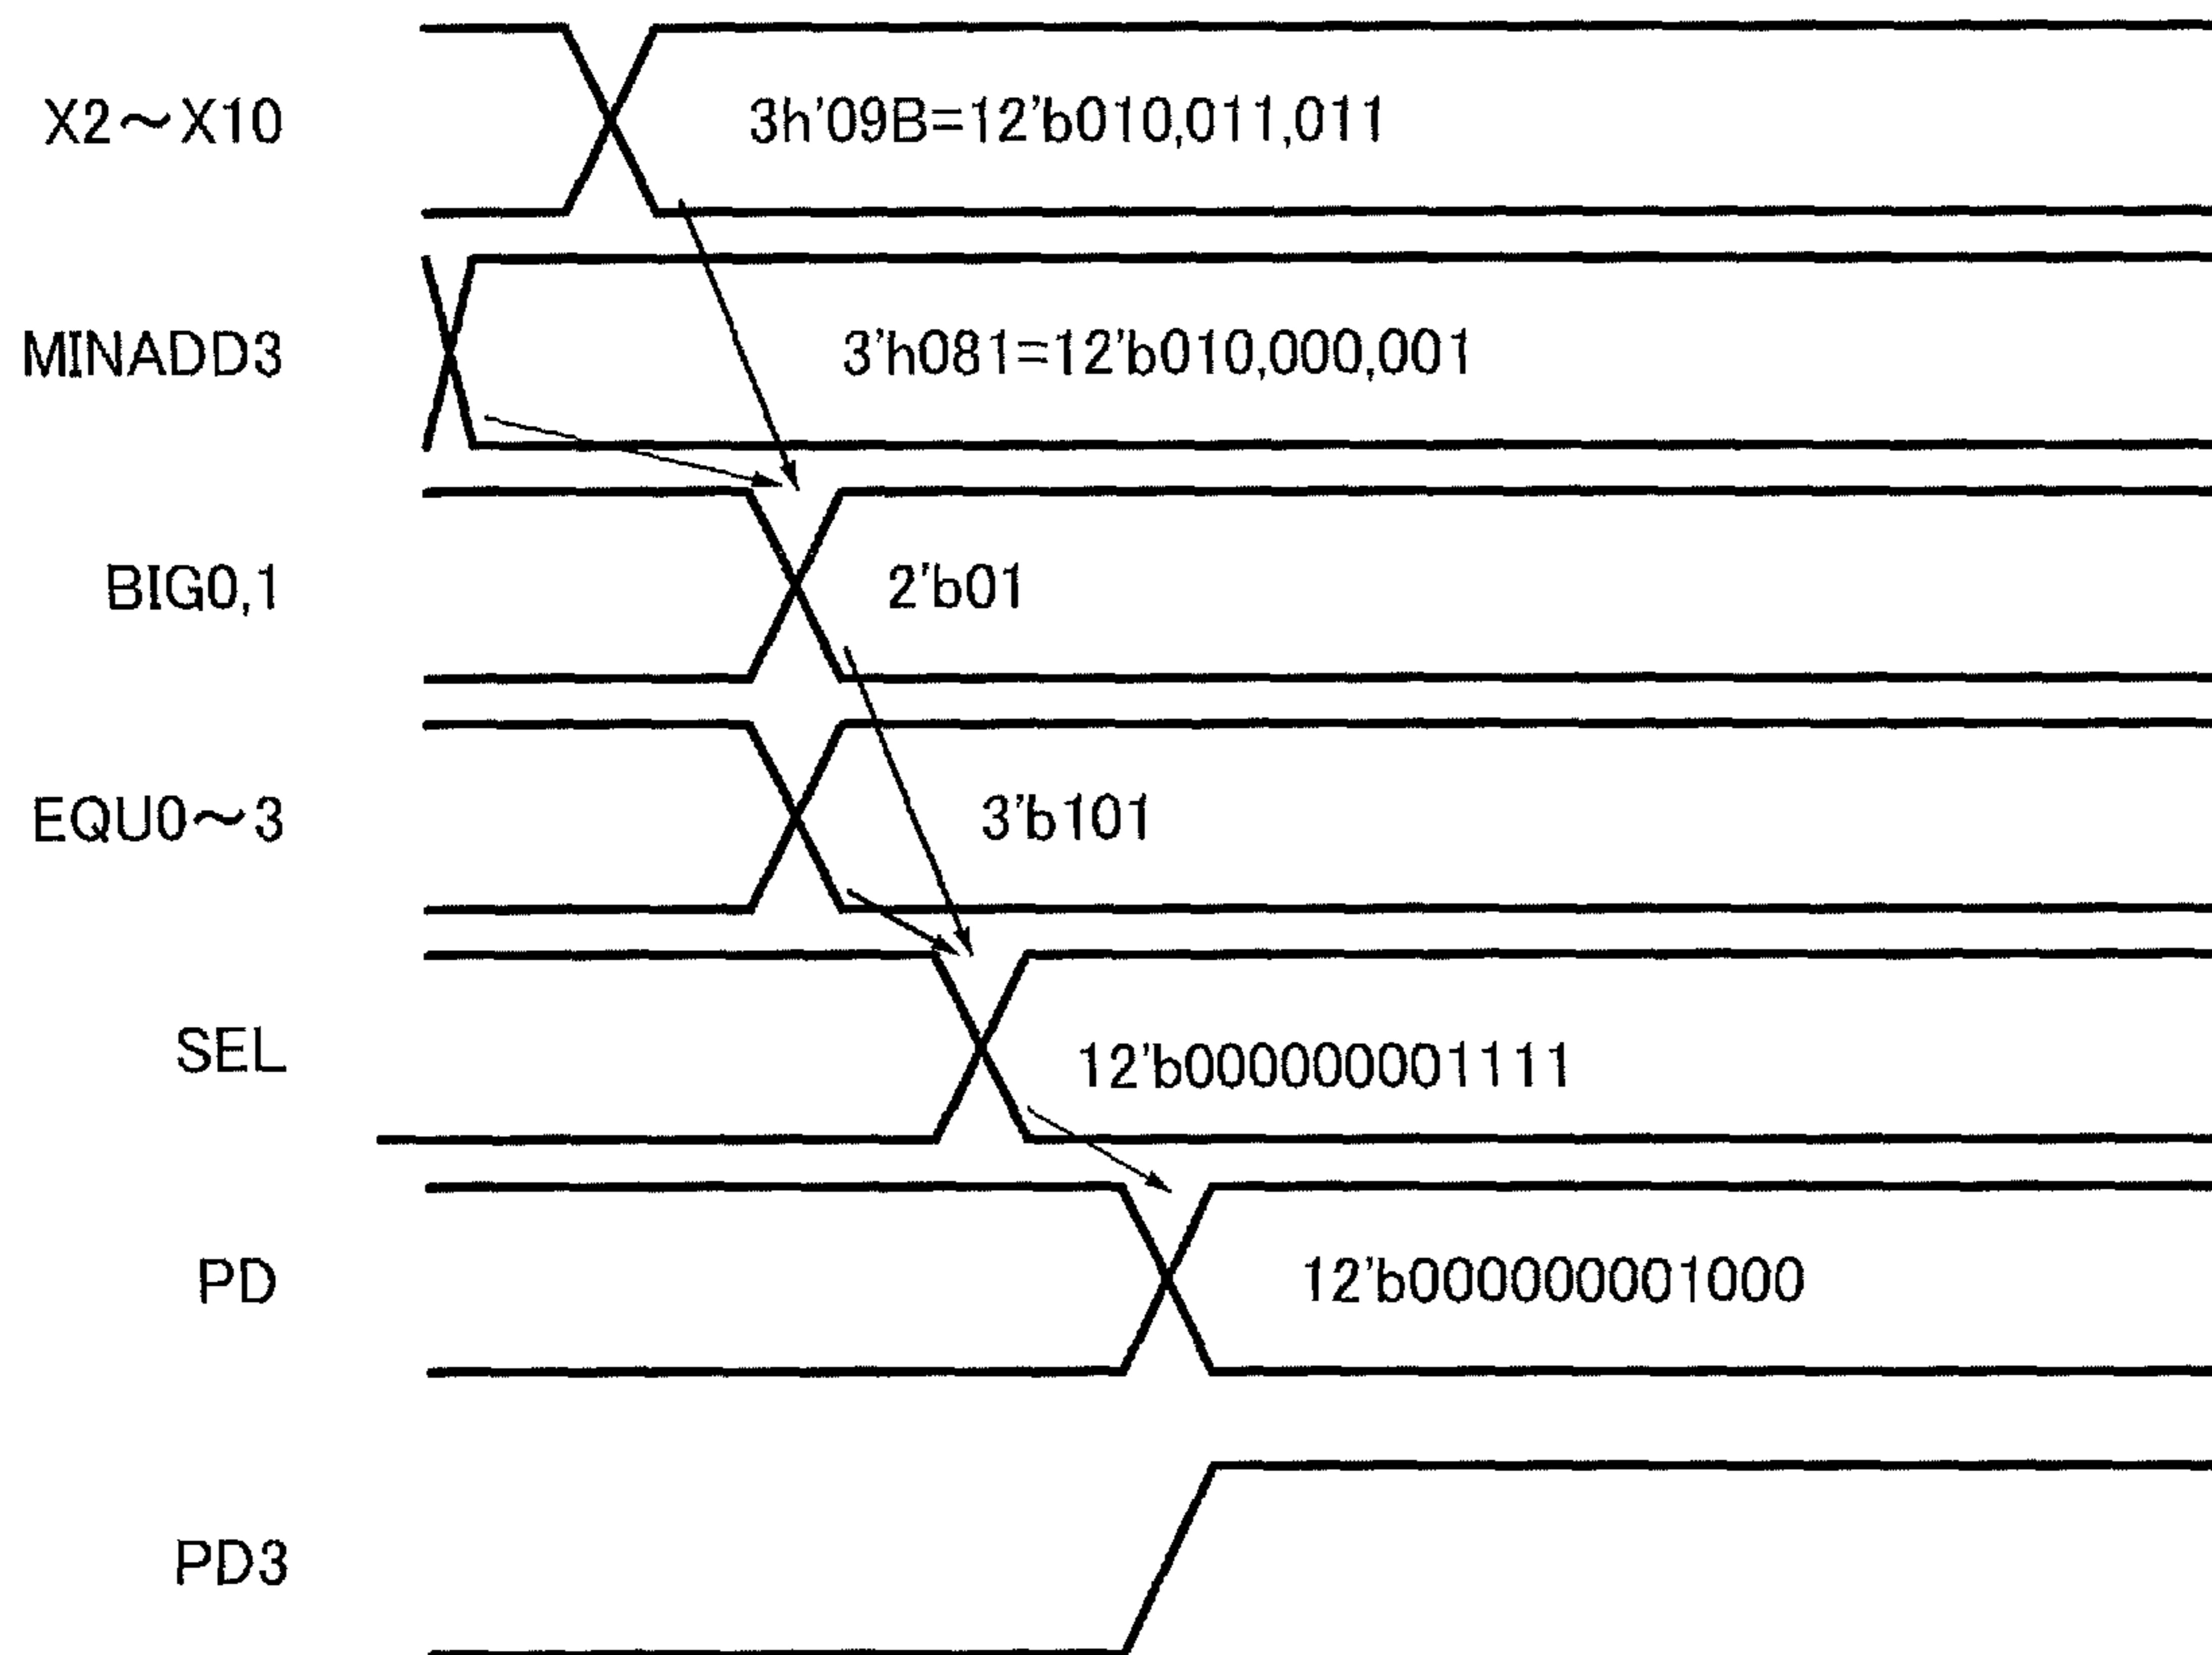 X2～X10 3h'09B=12'b010,011,011
MINADD3 3'h081=12'b010,000,001
BIG0,1 2'b01
EQU0～3 3'b101
SEL 12'b000000001111
PD 12'b000000001000
PD3